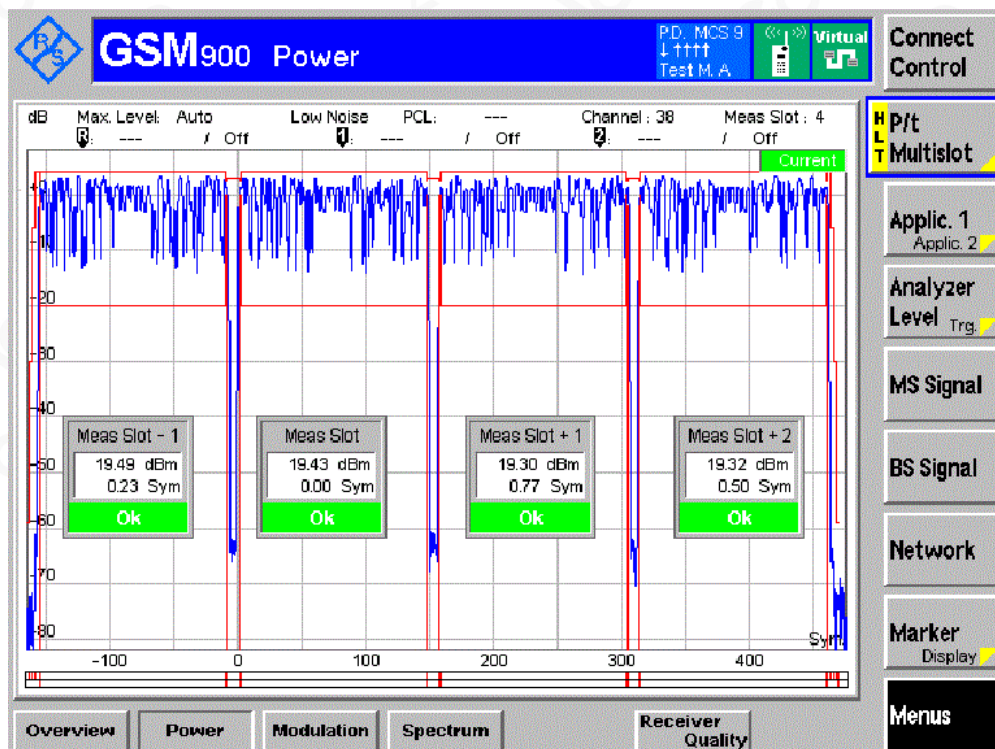 R/S
GSM900 Power
P.D. MCS 9
↓↑↑↑↑
Test M. A.
Virtual
Connect
Control
dB Max. Level: Auto Low Noise PCL: --- Channel : 38 Meas Slot : 4
R: --- / Off 1: --- / Off 2: --- / Off
Current
H
L
T
P/t
Multislot
Applic. 1
Applic. 2
Analyzer
Level Trg.
MS Signal
BS Signal
Network
Marker
Display
Menus
-20
-30
-40
-50
-60
-70
-80
Meas Slot - 1
19.49 dBm
0.23 Sym
Ok
Meas Slot
19.43 dBm
0.00 Sym
Ok
Meas Slot + 1
19.30 dBm
0.77 Sym
Ok
Meas Slot + 2
19.32 dBm
0.50 Sym
Ok
Sym.
-100 0 100 200 300 400
Overview Power Modulation Spectrum Receiver
Quality